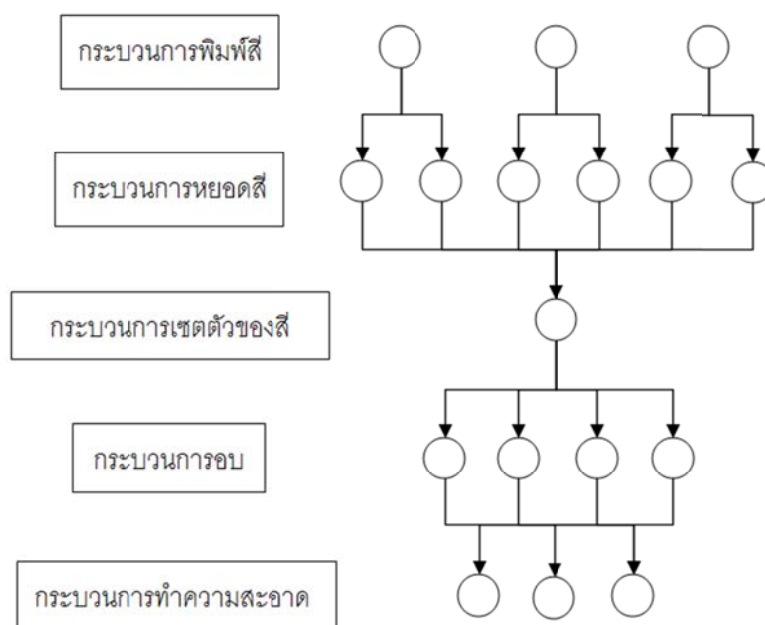 กระบวนการพิมพ์สี
กระบวนการหยอดสี
กระบวนการเซตตัวของสี
กระบวนการอบ
กระบวนการทำความสะอาด